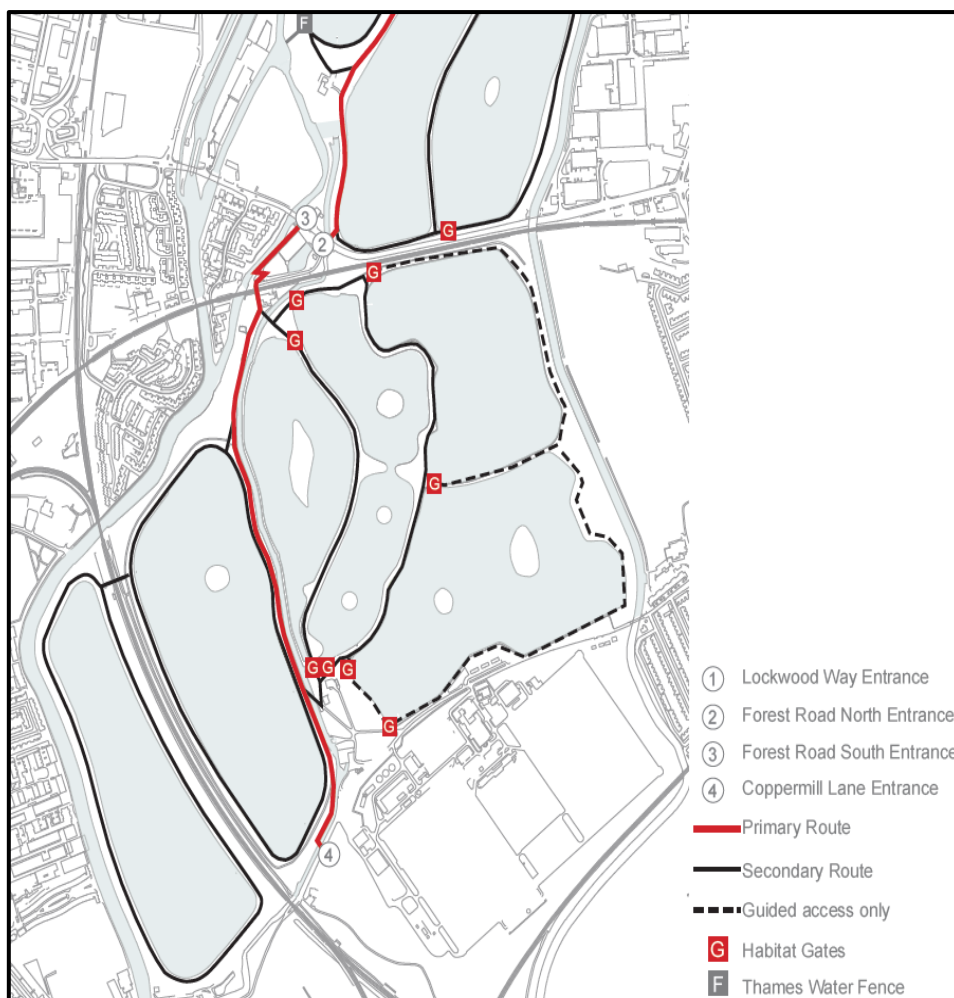 F
3
2
G
G
G
G
G
G G G
G
4
1 Lockwood Way Entrance
2 Forest Road North Entrance
3 Forest Road South Entrance
4 Coppermill Lane Entrance
Primary Route
Secondary Route
Guided access only
G Habitat Gates
F Thames Water Fence